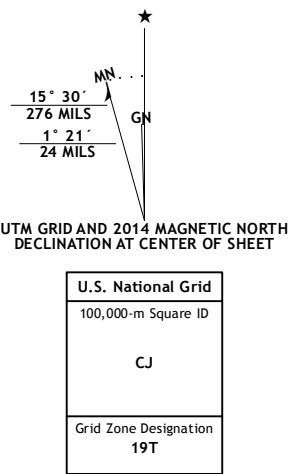 ★
MN
GN
15° 30´
276 MILS
1° 21´
24 MILS
UTM GRID AND 2014 MAGNETIC NORTH
DECLINATION AT CENTER OF SHEET
U.S. National Grid
100,000-m Square ID
CJ
Grid Zone Designation
19T